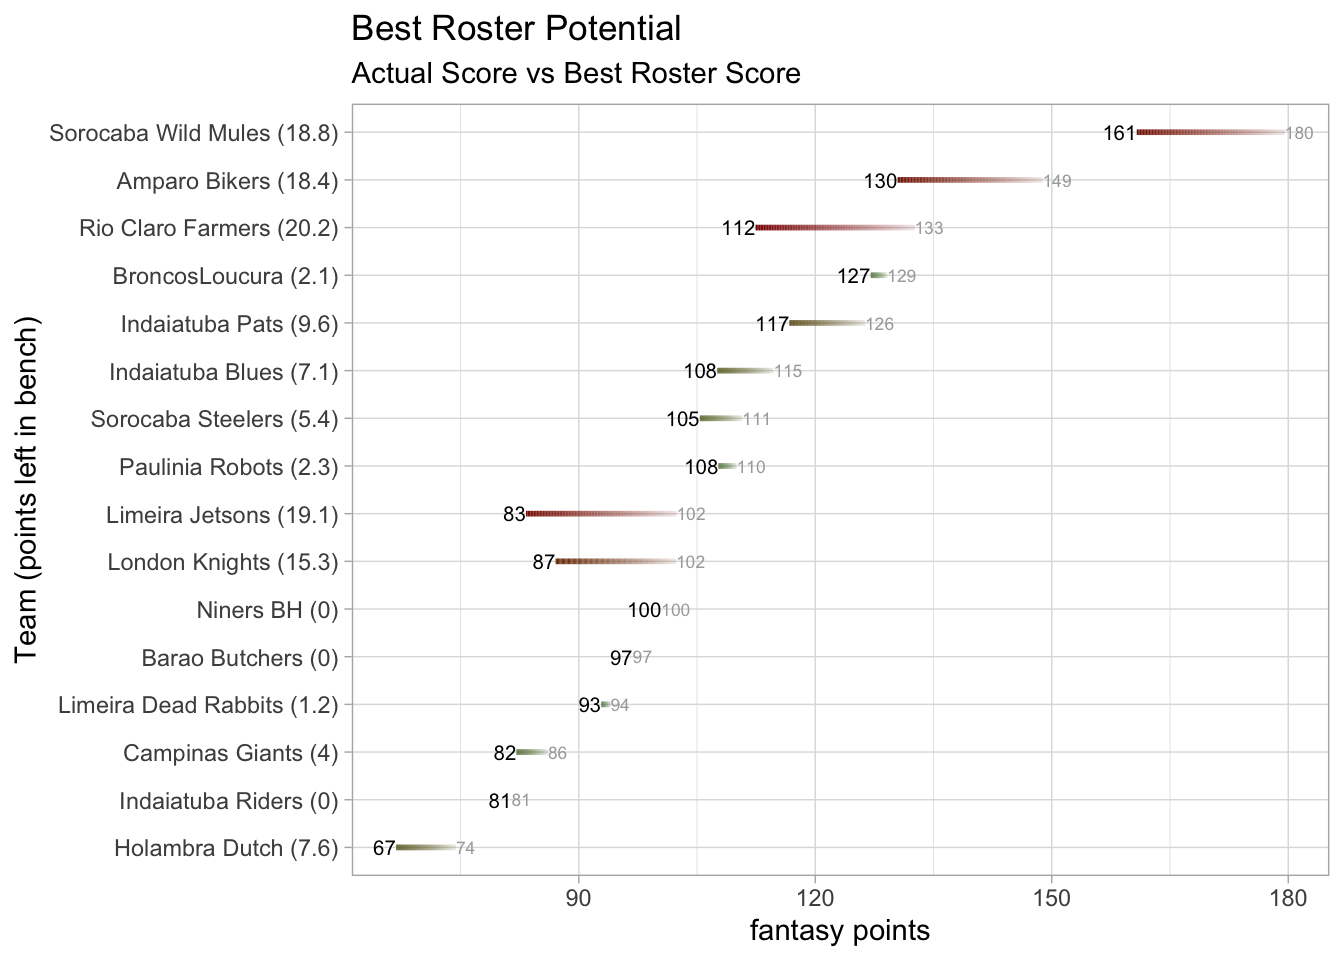 Best Roster Potential
Actual Score vs Best Roster Score
Team (points left in bench)
Sorocaba Wild Mules (18.8) 161 180
Amparo Bikers (18.4) 130 149
Rio Claro Farmers (20.2) 112 133
BroncosLoucura (2.1) 127 129
Indaiatuba Pats (9.6) 117 126
Indaiatuba Blues (7.1) 108 115
Sorocaba Steelers (5.4) 105 111
Paulinia Robots (2.3) 108 110
Limeira Jetsons (19.1) 83 102
London Knights (15.3) 87 102
Niners BH (0) 100 100
Barao Butchers (0) 97 97
Limeira Dead Rabbits (1.2) 93 94
Campinas Giants (4) 82 86
Indaiatuba Riders (0) 81 81
Holambra Dutch (7.6) 67 74
90 120 150 180
fantasy points